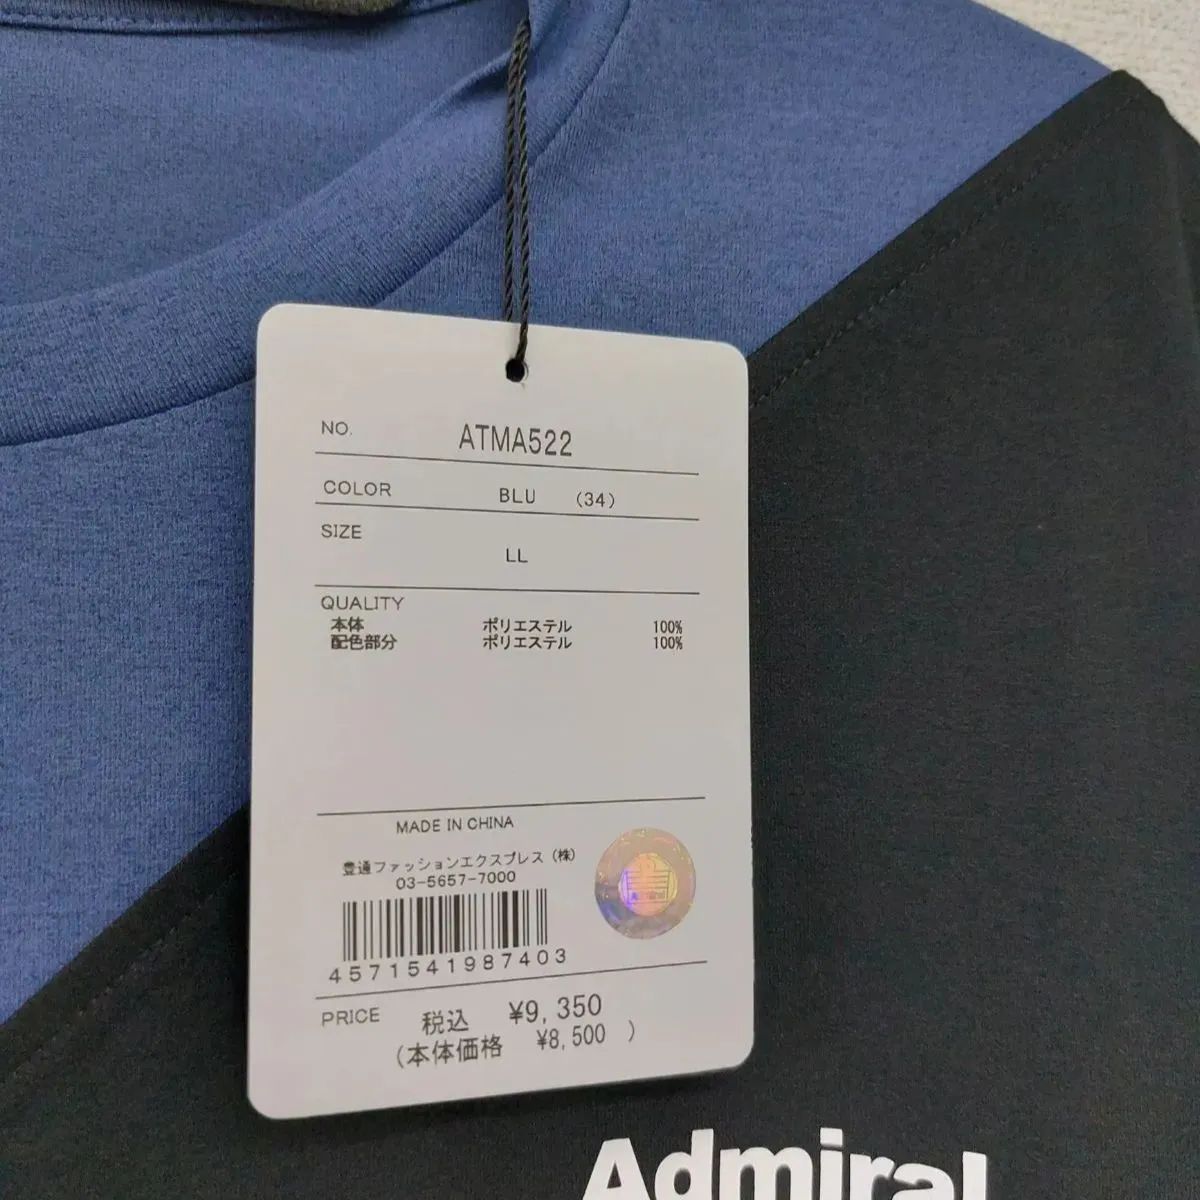 NO. ATMA522
COLOR BLU (34)
SIZE
LL
QUALITY
本体 ポリエステル 100%
配色部分 ポリエステル 100%
MADE IN CHINA
豊通ファッションエクスプレス(株)
03-5657-7000
4571541987403
PRICE 税込 ¥9,350
(本体価格 ¥8,500 )
Admiral